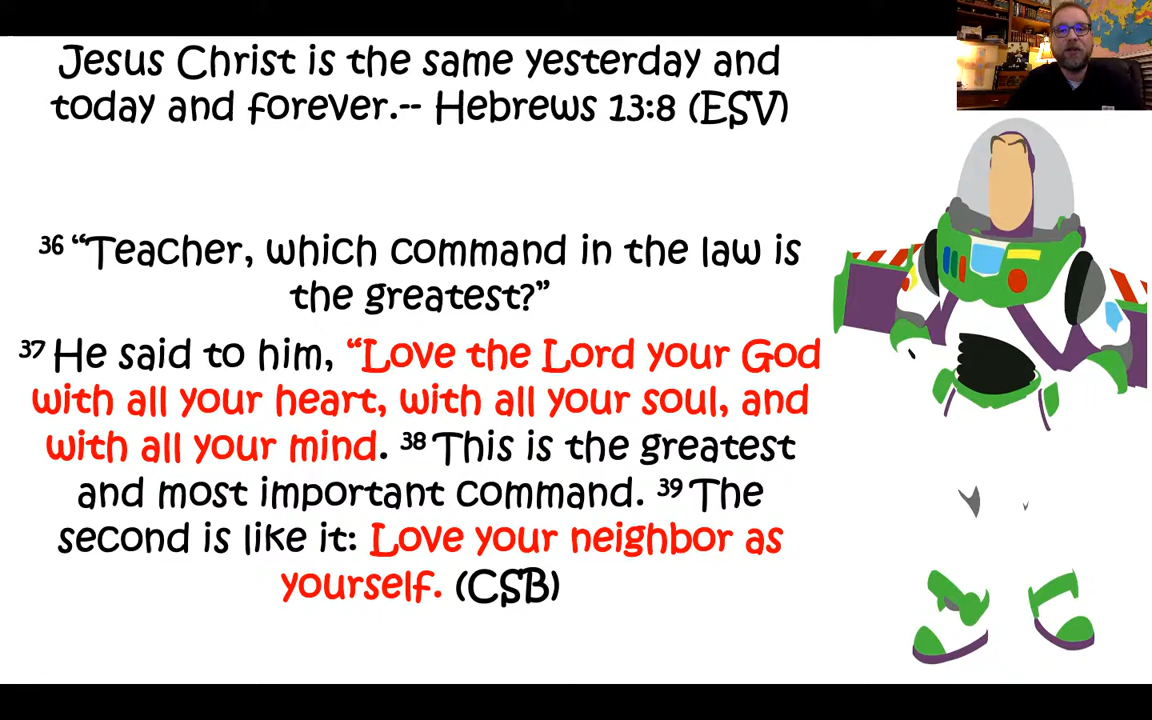 Jesus Christ is the same yesterday and
today and forever.-- Hebrews 13:8 (ESV)
36 “Teacher, which command in the law is
the greatest?”
37 He said to him, “Love the Lord your God
with all your heart, with all your soul, and
with all your mind. 38 This is the greatest
and most important command. 39 The
second is like it: Love your neighbor as
yourself. (CSB)